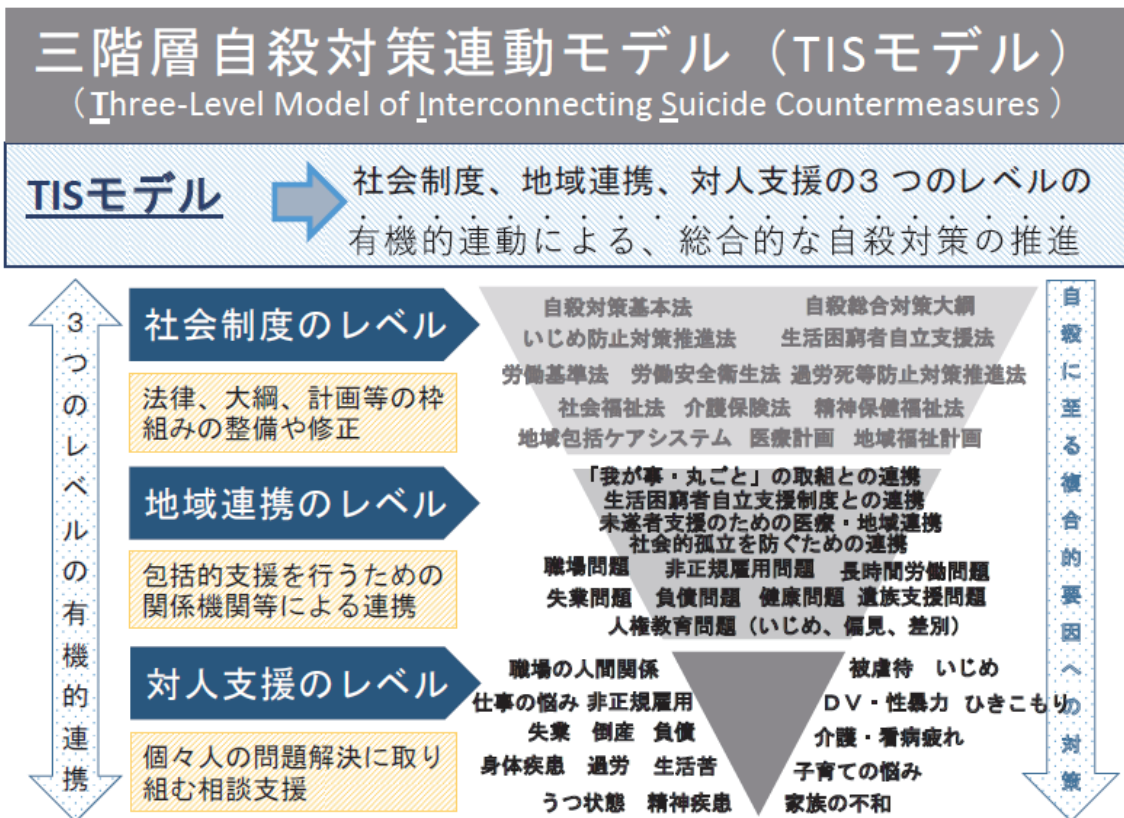 三階層自殺対策連動モデル（TISモデル）
（Three-Level Model of Interconnecting Suicide Countermeasures）
TISモデル
社会制度、地域連携、対人支援の3つのレベルの
有機的連動による、総合的な自殺対策の推進
3つのレベルの有機的連携
社会制度のレベル
法律、大綱、計画等の枠
組みの整備や修正
自殺対策基本法 自殺総合対策大綱
いじめ防止対策推進法 生活困窮者自立支援法
労働基準法 労働安全衛生法 過労死等防止対策推進法
社会福祉法 介護保険法 精神保健福祉法
地域包括ケアシステム 医療計画 地域福祉計画
地域連携のレベル
包括的支援を行うための
関係機関等による連携
「我が事・丸ごと」の取組との連携
生活困窮者自立支援制度との連携
未遂者支援のための医療・地域連携
社会的孤立を防ぐための連携
職場問題 非正規雇用問題 長時間労働問題
失業問題 負債問題 健康問題 遺族支援問題
人権教育問題（いじめ、偏見、差別）
対人支援のレベル
個々人の問題解決に取り
組む相談支援
職場の人間関係 被虐待 いじめ
仕事の悩み 非正規雇用 DV・性暴力 ひきこもり
失業 倒産 負債 介護・看病疲れ
身体疾患 過労 生活苦 子育ての悩み
うつ状態 精神疾患 家族の不和
自殺に至る複合的要因への対策